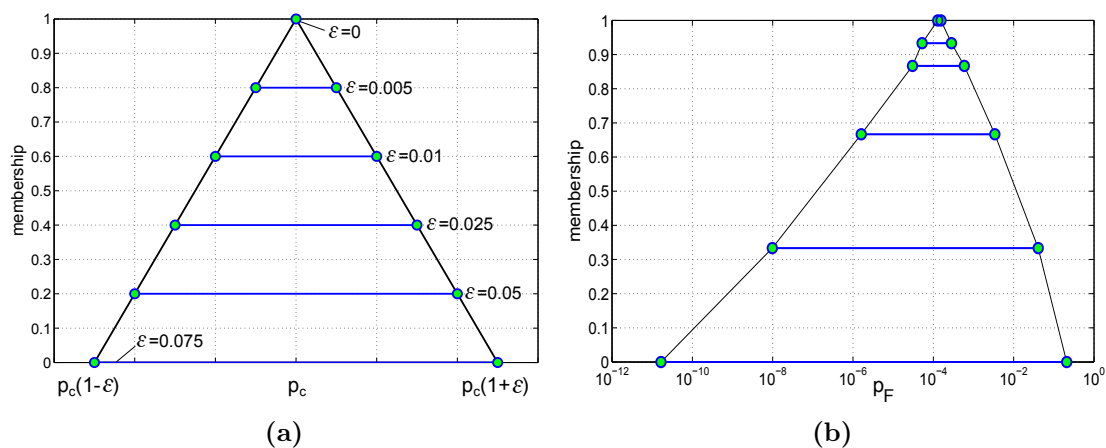 1
0.9
0.8
0.7
0.6
0.5
0.4
0.3
0.2
0.1
0
membership
ℰ=0
ℰ=0.005
ℰ=0.01
ℰ=0.025
ℰ=0.05
ℰ=0.075
p_c(1-ℰ) p_c p_c(1+ℰ)
(a)
1
0.9
0.8
0.7
0.6
0.5
0.4
0.3
0.2
0.1
0
membership
10^−12 10^−10 10^−8 10^−6 10^−4 10^−2 10^0
p_F
(b)